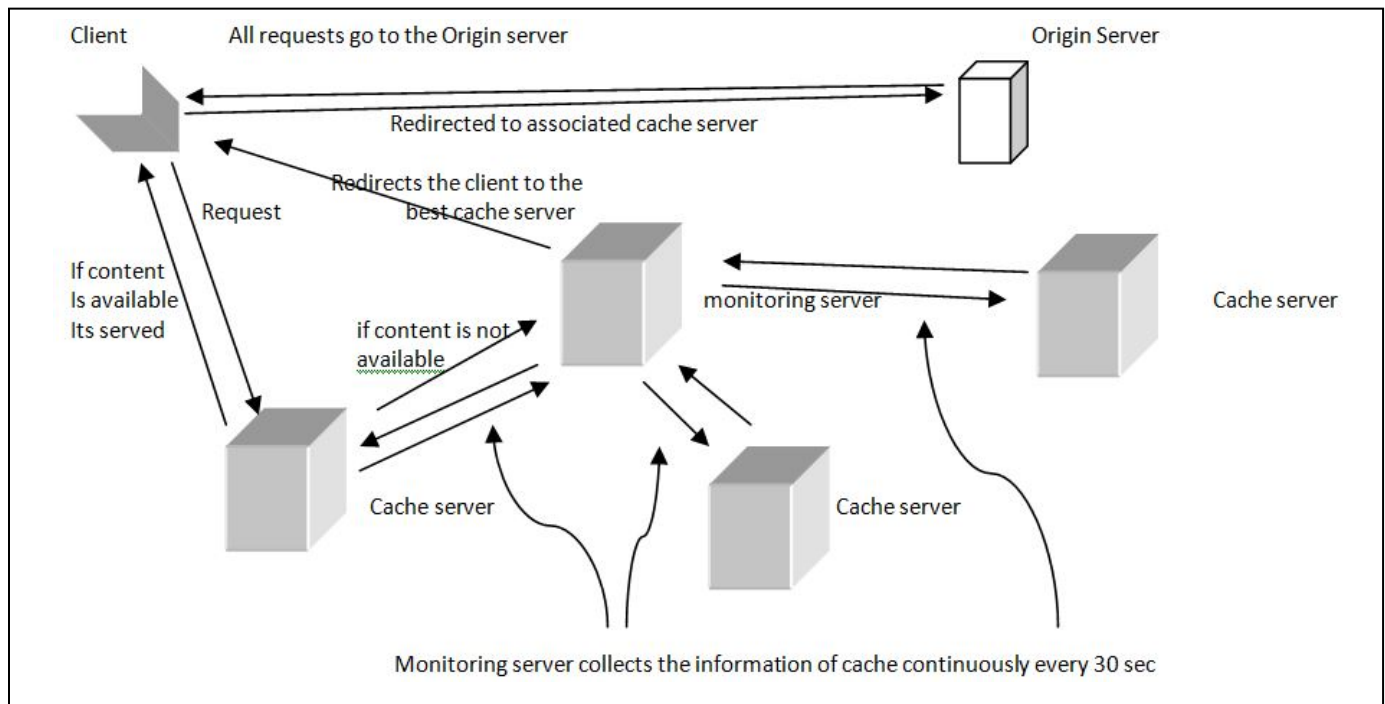 Client
All requests go to the Origin server
Origin Server
Redirected to associated cache server
Redirects the client to the
best cache server
Request
If content
Is available
Its served
monitoring server
Cache server
if content is not
available
Cache server
Cache server
Monitoring server collects the information of cache continuously every 30 sec